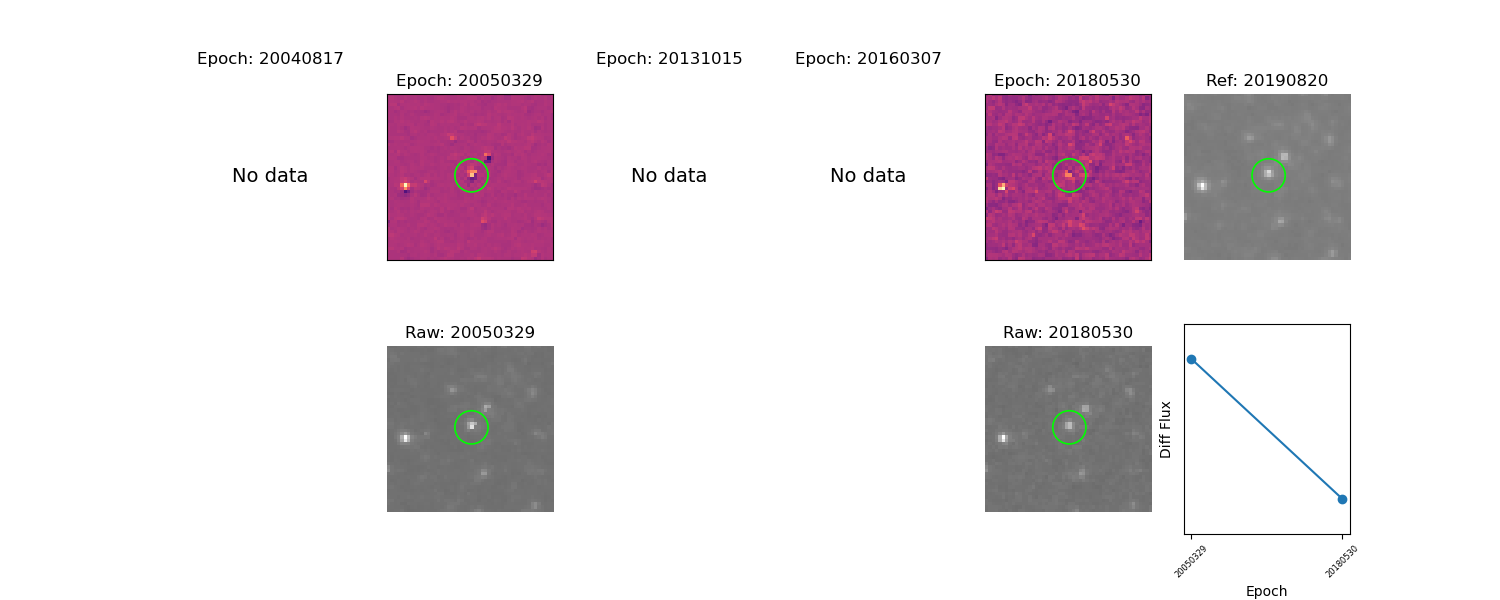 Epoch: 20040817
Epoch: 20050329
Epoch: 20131015
Epoch: 20160307
Epoch: 20180530
Ref: 20190820
No data
No data
No data
Raw: 20050329
Raw: 20180530
Diff Flux
20050329
20180530
Epoch